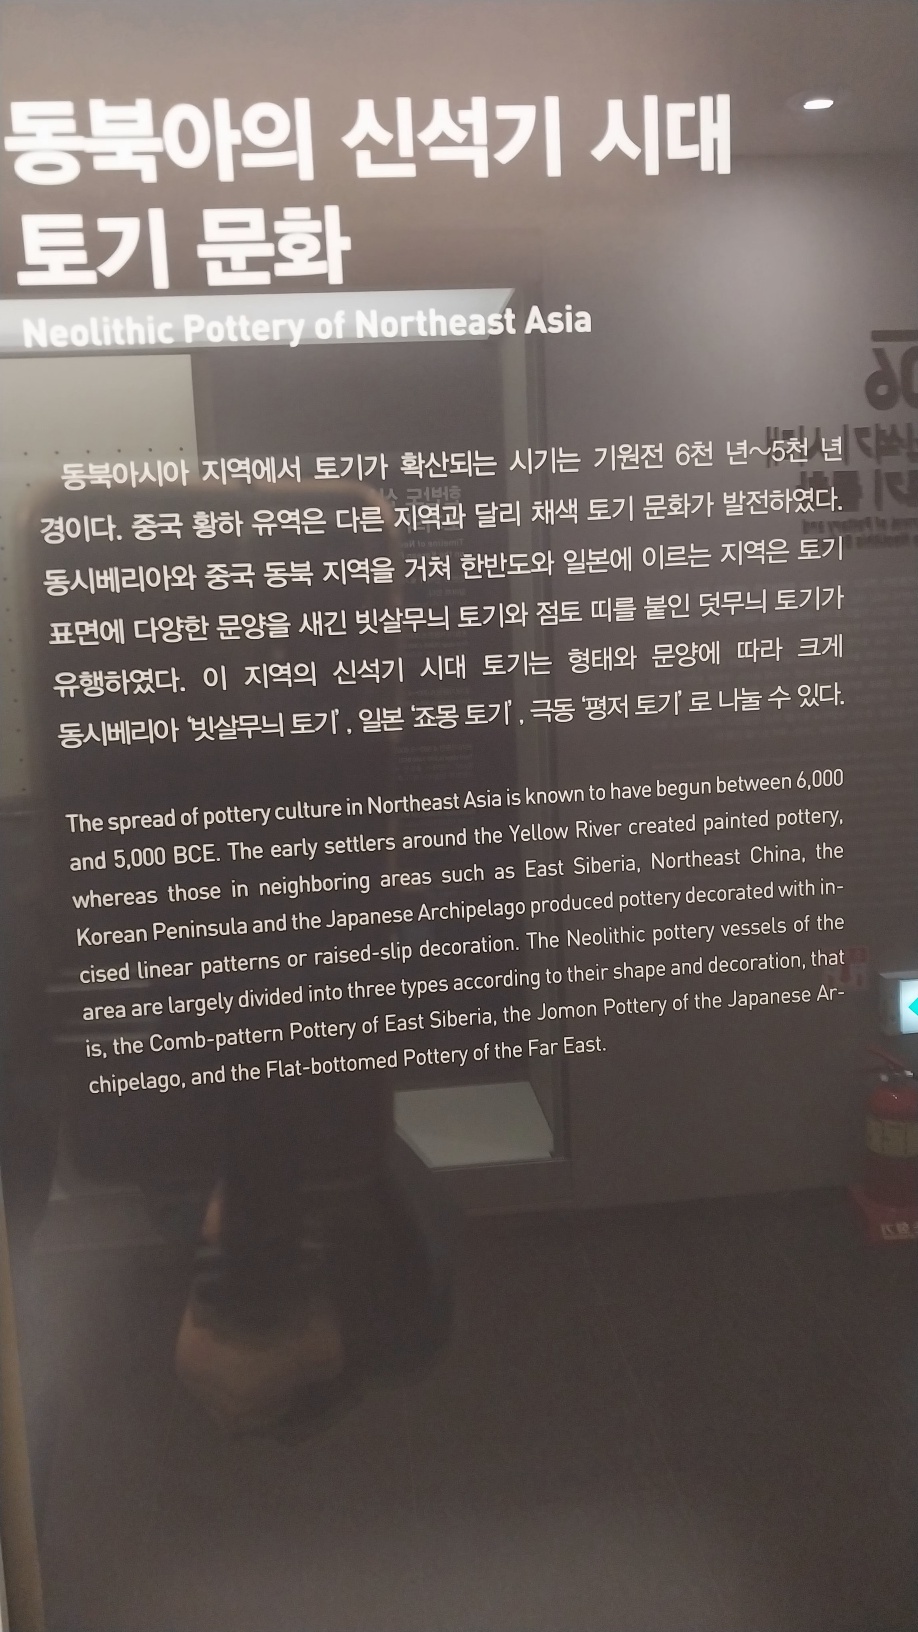 동북아의 신석기 시대
토기 문화
Neolithic Pottery of Northeast Asia
동북아시아 지역에서 토기가 확산되는 시기는 기원전 6천 년~5천 년
경이다. 중국 황하 유역은 다른 지역과 달리 채색 토기 문화가 발전하였다.
동시베리아와 중국 동북 지역을 거쳐 한반도와 일본에 이르는 지역은 토기
표면에 다양한 문양을 새긴 빗살무늬 토기와 점토 띠를 붙인 덧무늬 토기가
유행하였다. 이 지역의 신석기 시대 토기는 형태와 문양에 따라 크게
동시베리아 ‘빗살무늬 토기’, 일본 ‘죠몽 토기’, 극동 ‘평저 토기’로 나눌 수 있다.
The spread of pottery culture in Northeast Asia is known to have begun between 6,000
and 5,000 BCE. The early settlers around the Yellow River created painted pottery,
whereas those in neighboring areas such as East Siberia, Northeast China, the
Korean Peninsula and the Japanese Archipelago produced pottery decorated with in-
cised linear patterns or raised-slip decoration. The Neolithic pottery vessels of the
area are largely divided into three types according to their shape and decoration, that
is, the Comb-pattern Pottery of East Siberia, the Jomon Pottery of the Japanese Ar-
chipelago, and the Flat-bottomed Pottery of the Far East.